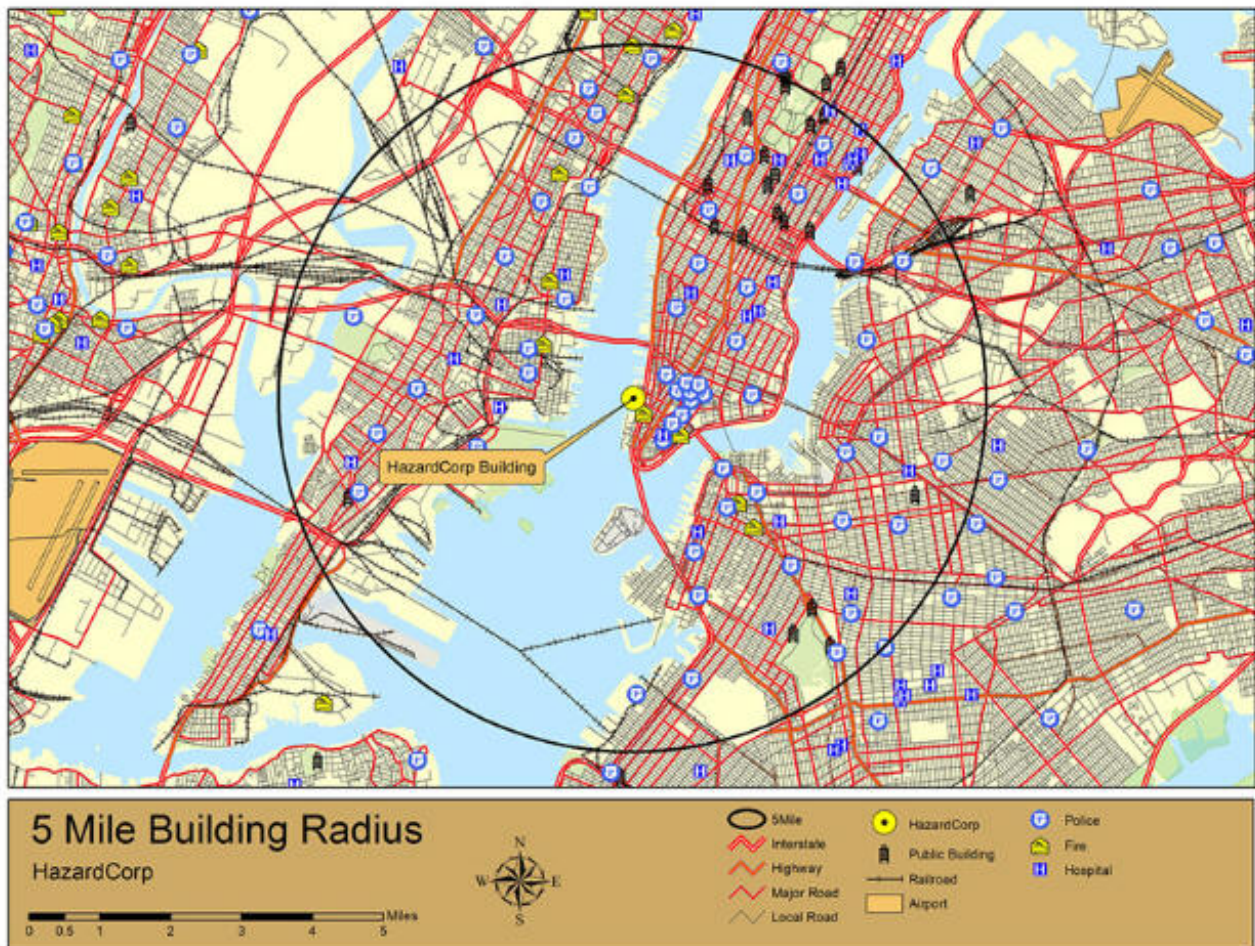 HazardCorp Building
5 Mile Building Radius
HazardCorp
N
W E
S
0 0.5 1 2 3 4 5
Miles
5Mile
Interstate
Highway
Major Road
Local Road
HazardCorp
Public Building
Railroad
Airport
Police
Fire
Hospital